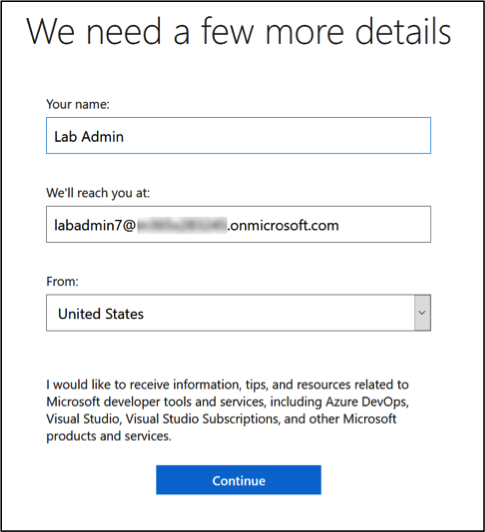 We need a few more details
Your name:
Lab Admin
We'll reach you at:
labadmin7@ .onmicrosoft.com
From:
United States
I would like to receive information, tips, and resources related to
Microsoft developer tools and services, including Azure DevOps,
Visual Studio, Visual Studio Subscriptions, and other Microsoft
products and services.
Continue